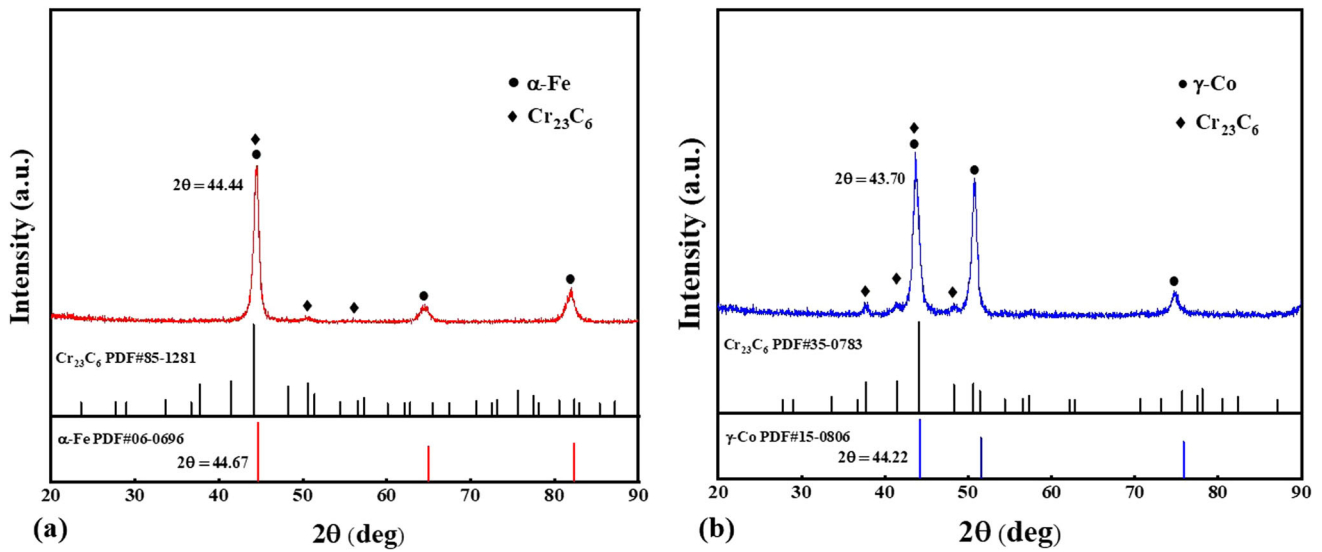 Intensity (a.u.)
● α-Fe
◆ Cr₂₃C₆
2θ = 44.44
Cr₂₃C₆ PDF#85-1281
α-Fe PDF#06-0696
2θ = 44.67
20 30 40 50 60 70 80 90
(a)
2θ (deg)
Intensity (a.u.)
● γ-Co
◆ Cr₂₃C₆
2θ = 43.70
Cr₂₃C₆ PDF#35-0783
γ-Co PDF#15-0806
2θ = 44.22
20 30 40 50 60 70 80 90
(b)
2θ (deg)